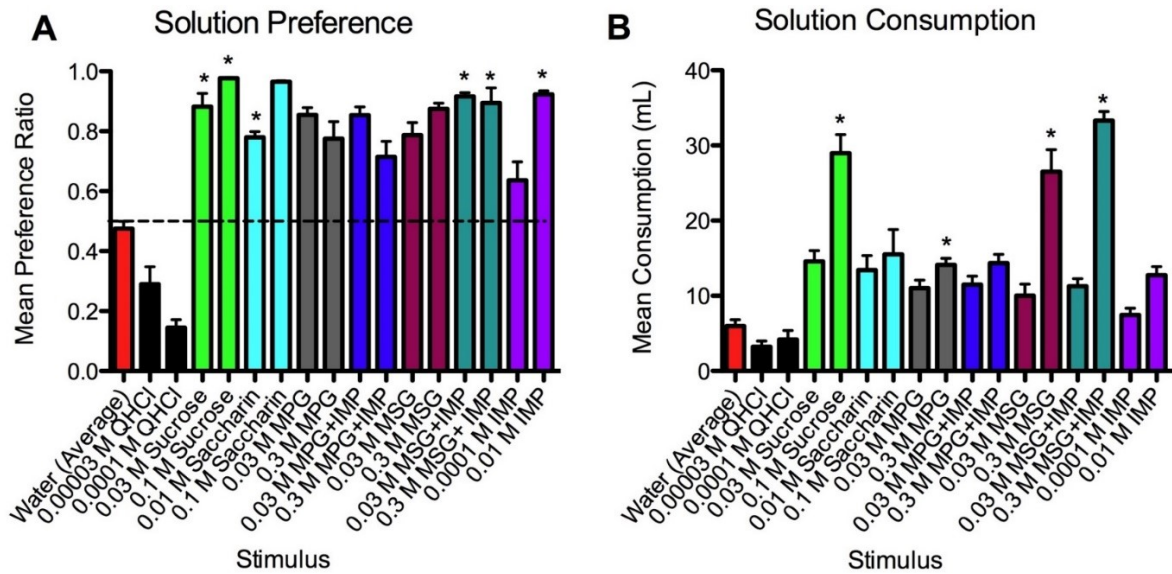 A
Solution Preference
Mean Preference Ratio
1.0
0.8
0.6
0.4
0.2
0.0
* * * * * *
Water (Average)
0.00003 M QHCl
0.0001 M QHCl
0.03 M Sucrose
0.1 M Sucrose
0.01 M Saccharin
0.1 M Saccharin
0.03 M MPG
0.3 M MPG
0.03 M MPG+IMP
0.3 M MPG+IMP
0.03 M MSG
0.3 M MSG
0.03 M MSG+IMP
0.3 M MSG+ IMP
0.0001 M IMP
0.01 M IMP
Stimulus
B
Solution Consumption
Mean Consumption (mL)
40
30
20
10
0
* * * *
Water (Average)
0.00003 M QHCl
0.0001 M QHCl
0.03 M Sucrose
0.1 M Sucrose
0.01 M Saccharin
0.1 M Saccharin
0.03 M MPG
0.3 M MPG
0.03 M MPG+IMP
0.3 M MPG+IMP
0.03 M MSG
0.3 M MSG
0.03 M MSG+IMP
0.3 M MSG+IMP
0.0001 M IMP
0.01 M IMP
Stimulus